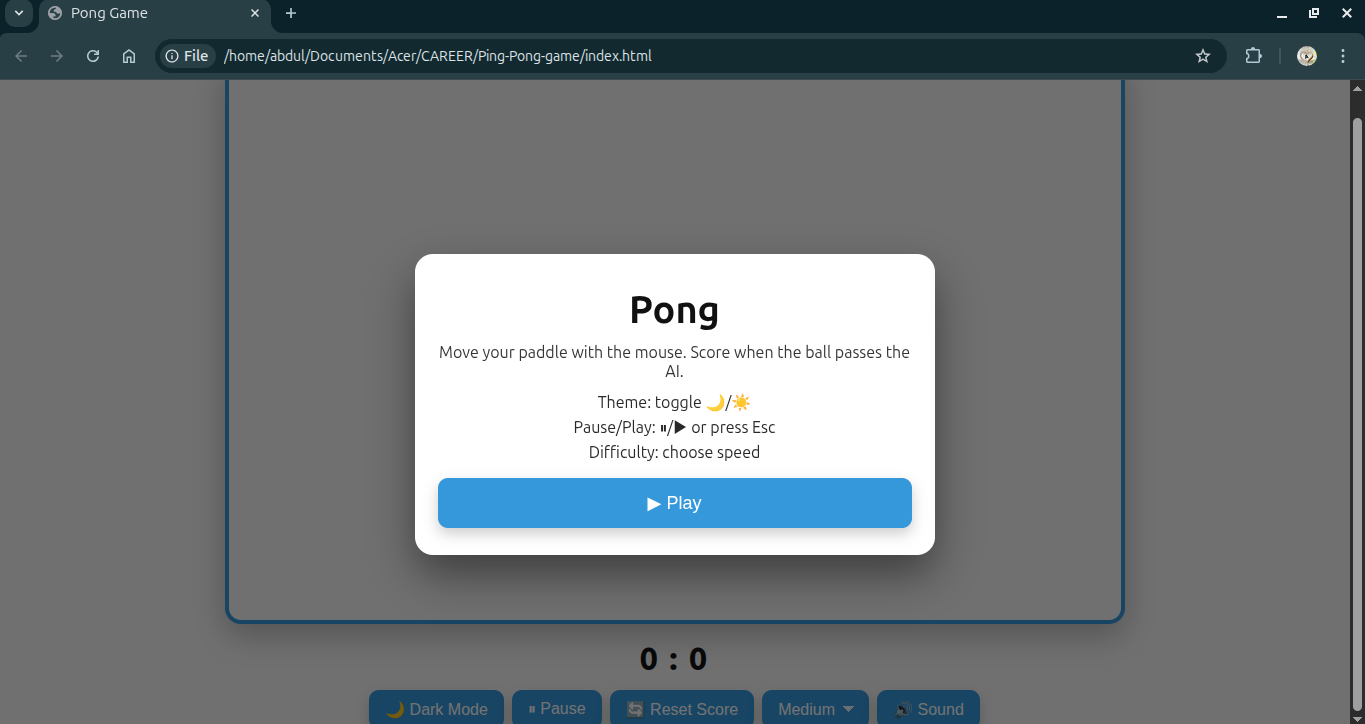 Pong Game
File
/home/abdul/Documents/Acer/CAREER/Ping-Pong-game/index.html
Pong
Move your paddle with the mouse. Score when the ball passes the
AI.
Theme: toggle 🌙/☀️
Pause/Play: ⏸/▶ or press Esc
Difficulty: choose speed
▶ Play
0 : 0
🌙 Dark Mode
⏸ Pause
🔄 Reset Score
Medium
🔊 Sound